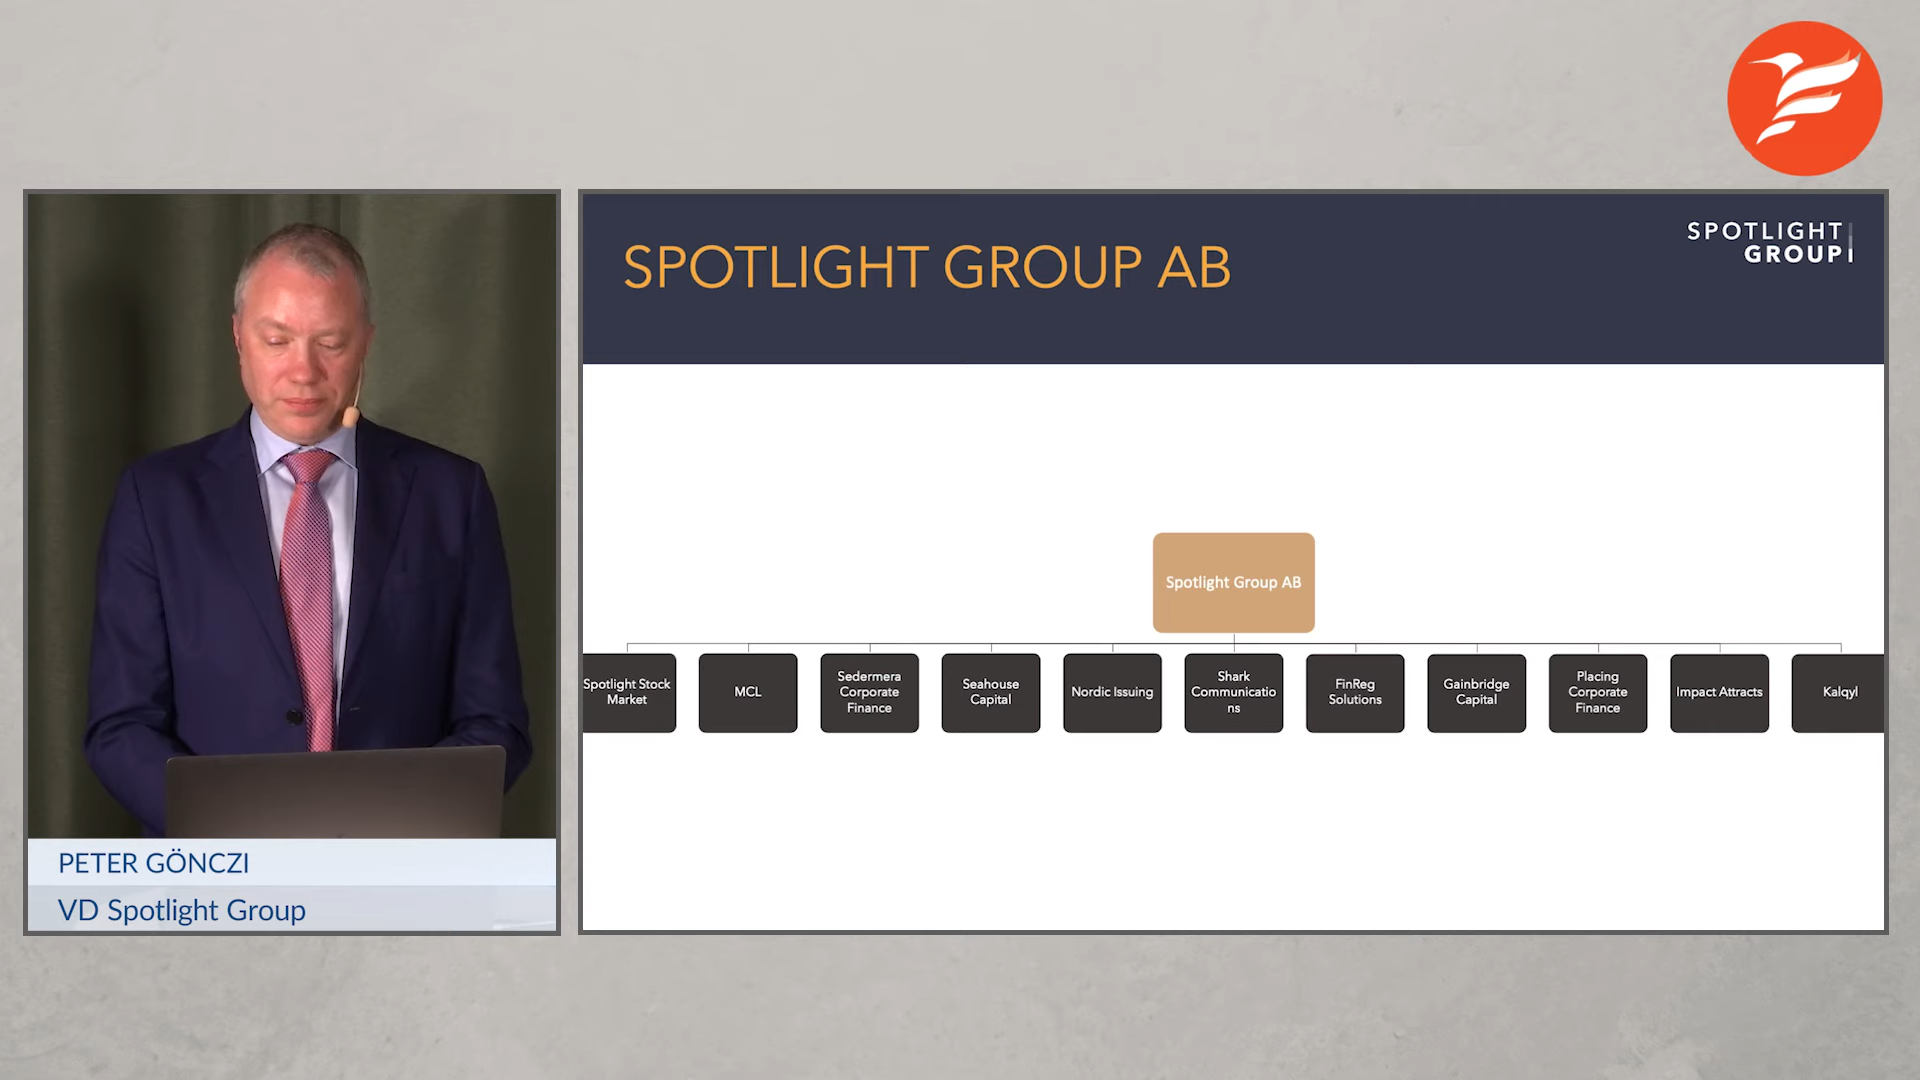 SPOTLIGHT
GROUP
SPOTLIGHT GROUP AB
Spotlight Group AB
Spotlight Stock
Market
MCL
Sedermera
Corporate
Finance
Seahouse
Capital
Nordic Issuing
Shark
Communicatio
ns
FinReg
Solutions
Gainbridge
Capital
Placing
Corporate
Finance
Impact Attracts
Kalqyl
PETER GÖNCZI
VD Spotlight Group